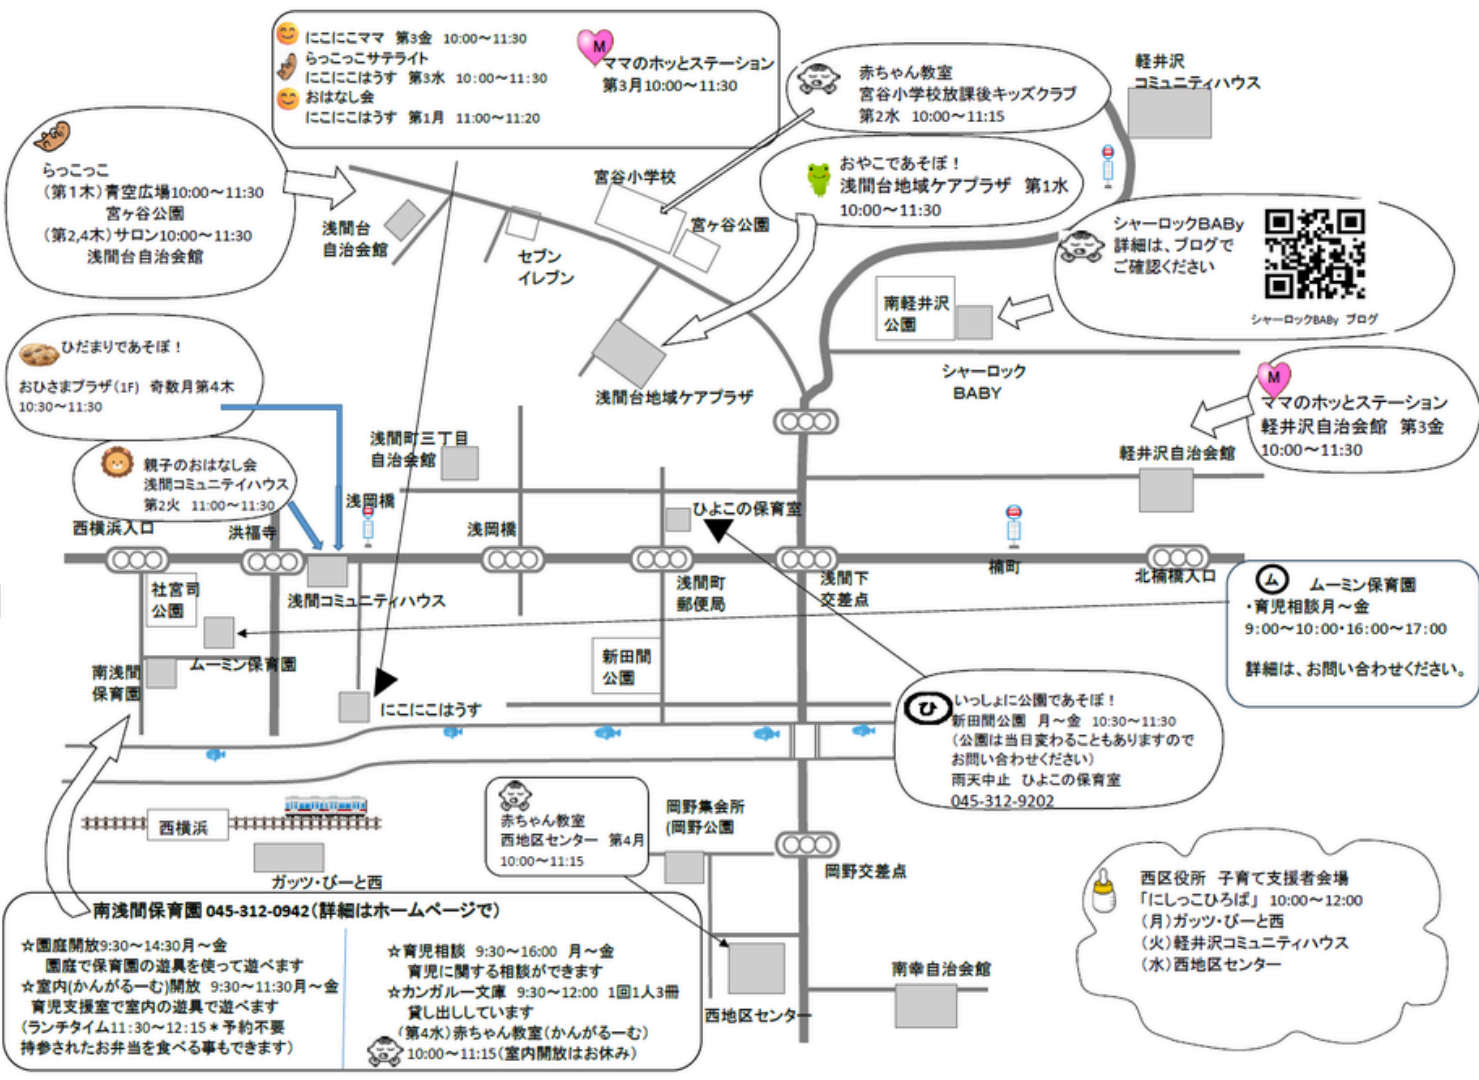 にこにこママ 第3金 10:00～11:30
らっこっこサテライト
にこにこはうす 第3水 10:00～11:30
おはなし会
にこにこはうす 第1月 11:00～11:20
M
ママのホッとステーション
第3月10:00～11:30
赤ちゃん教室
宮谷小学校放課後キッズクラブ
第2水 10:00～11:15
軽井沢
コミュニティハウス
らっこっこ
（第1木）青空広場10:00～11:30
宮ヶ谷公園
（第2,4木）サロン10:00～11:30
浅間台自治会館
おやこであそぼ！
浅間台地域ケアプラザ 第1水
10:00～11:30
宮谷小学校
宮ヶ谷公園
浅間台
自治会館
セブン
イレブン
シャーロックBABy
詳細は、ブログで
ご確認ください
シャーロックBABy ブログ
南軽井沢
公園
シャーロック
BABY
ひだまりであそぼ！
おひさまプラザ（1F） 奇数月第4木
10:30～11:30
浅間台地域ケアプラザ
M
ママのホッとステーション
軽井沢自治会館 第3金
10:00～11:30
親子のおはなし会
浅間コミュニテイハウス
第2火 11:00～11:30
浅間町三丁目
自治会館
軽井沢自治会館
西横浜入口
洪福寺
浅岡橋
浅岡橋
ひよこの保育室
社宮司
公園
浅間コミュニティハウス
浅間町
郵便局
浅間下
交差点
楠町
北楠橋入口
ム
ムーミン保育園
・育児相談月～金
9:00～10:00・16:00～17:00
詳細は、お問い合わせください。
南浅間
保育園
ムーミン保育園
新田間
公園
にこにこはうす
ひ
いっしょに公園であそぼ！
新田間公園 月～金 10:30～11:30
（公園は当日変わることもありますので
お問い合わせください）
雨天中止 ひよこの保育室
045-312-9202
西横浜
ガッツ・びーと西
赤ちゃん教室
西地区センター 第4月
10:00～11:15
岡野集会所
(岡野公園
岡野交差点
西区役所 子育て支援者会場
「にしっこひろば」 10:00～12:00
（月）ガッツ・びーと西
（火）軽井沢コミュニティハウス
（水）西地区センター
南浅間保育園 045-312-0942（詳細はホームページで）
☆園庭開放9:30～14:30月～金
園庭で保育園の遊具を使って遊べます
☆室内(かんがるーむ)開放 9:30～11:30月～金
育児支援室で室内の遊具で遊べます
（ランチタイム11:30～12:15＊予約不要
持参されたお弁当を食べる事もできます）
☆育児相談 9:30～16:00 月～金
育児に関する相談ができます
☆カンガルー文庫 9:30～12:00 1回1人3冊
貸し出ししています
（第4水）赤ちゃん教室（かんがるーむ）
10:00～11:15（室内開放はお休み）
西地区センター
南幸自治会館